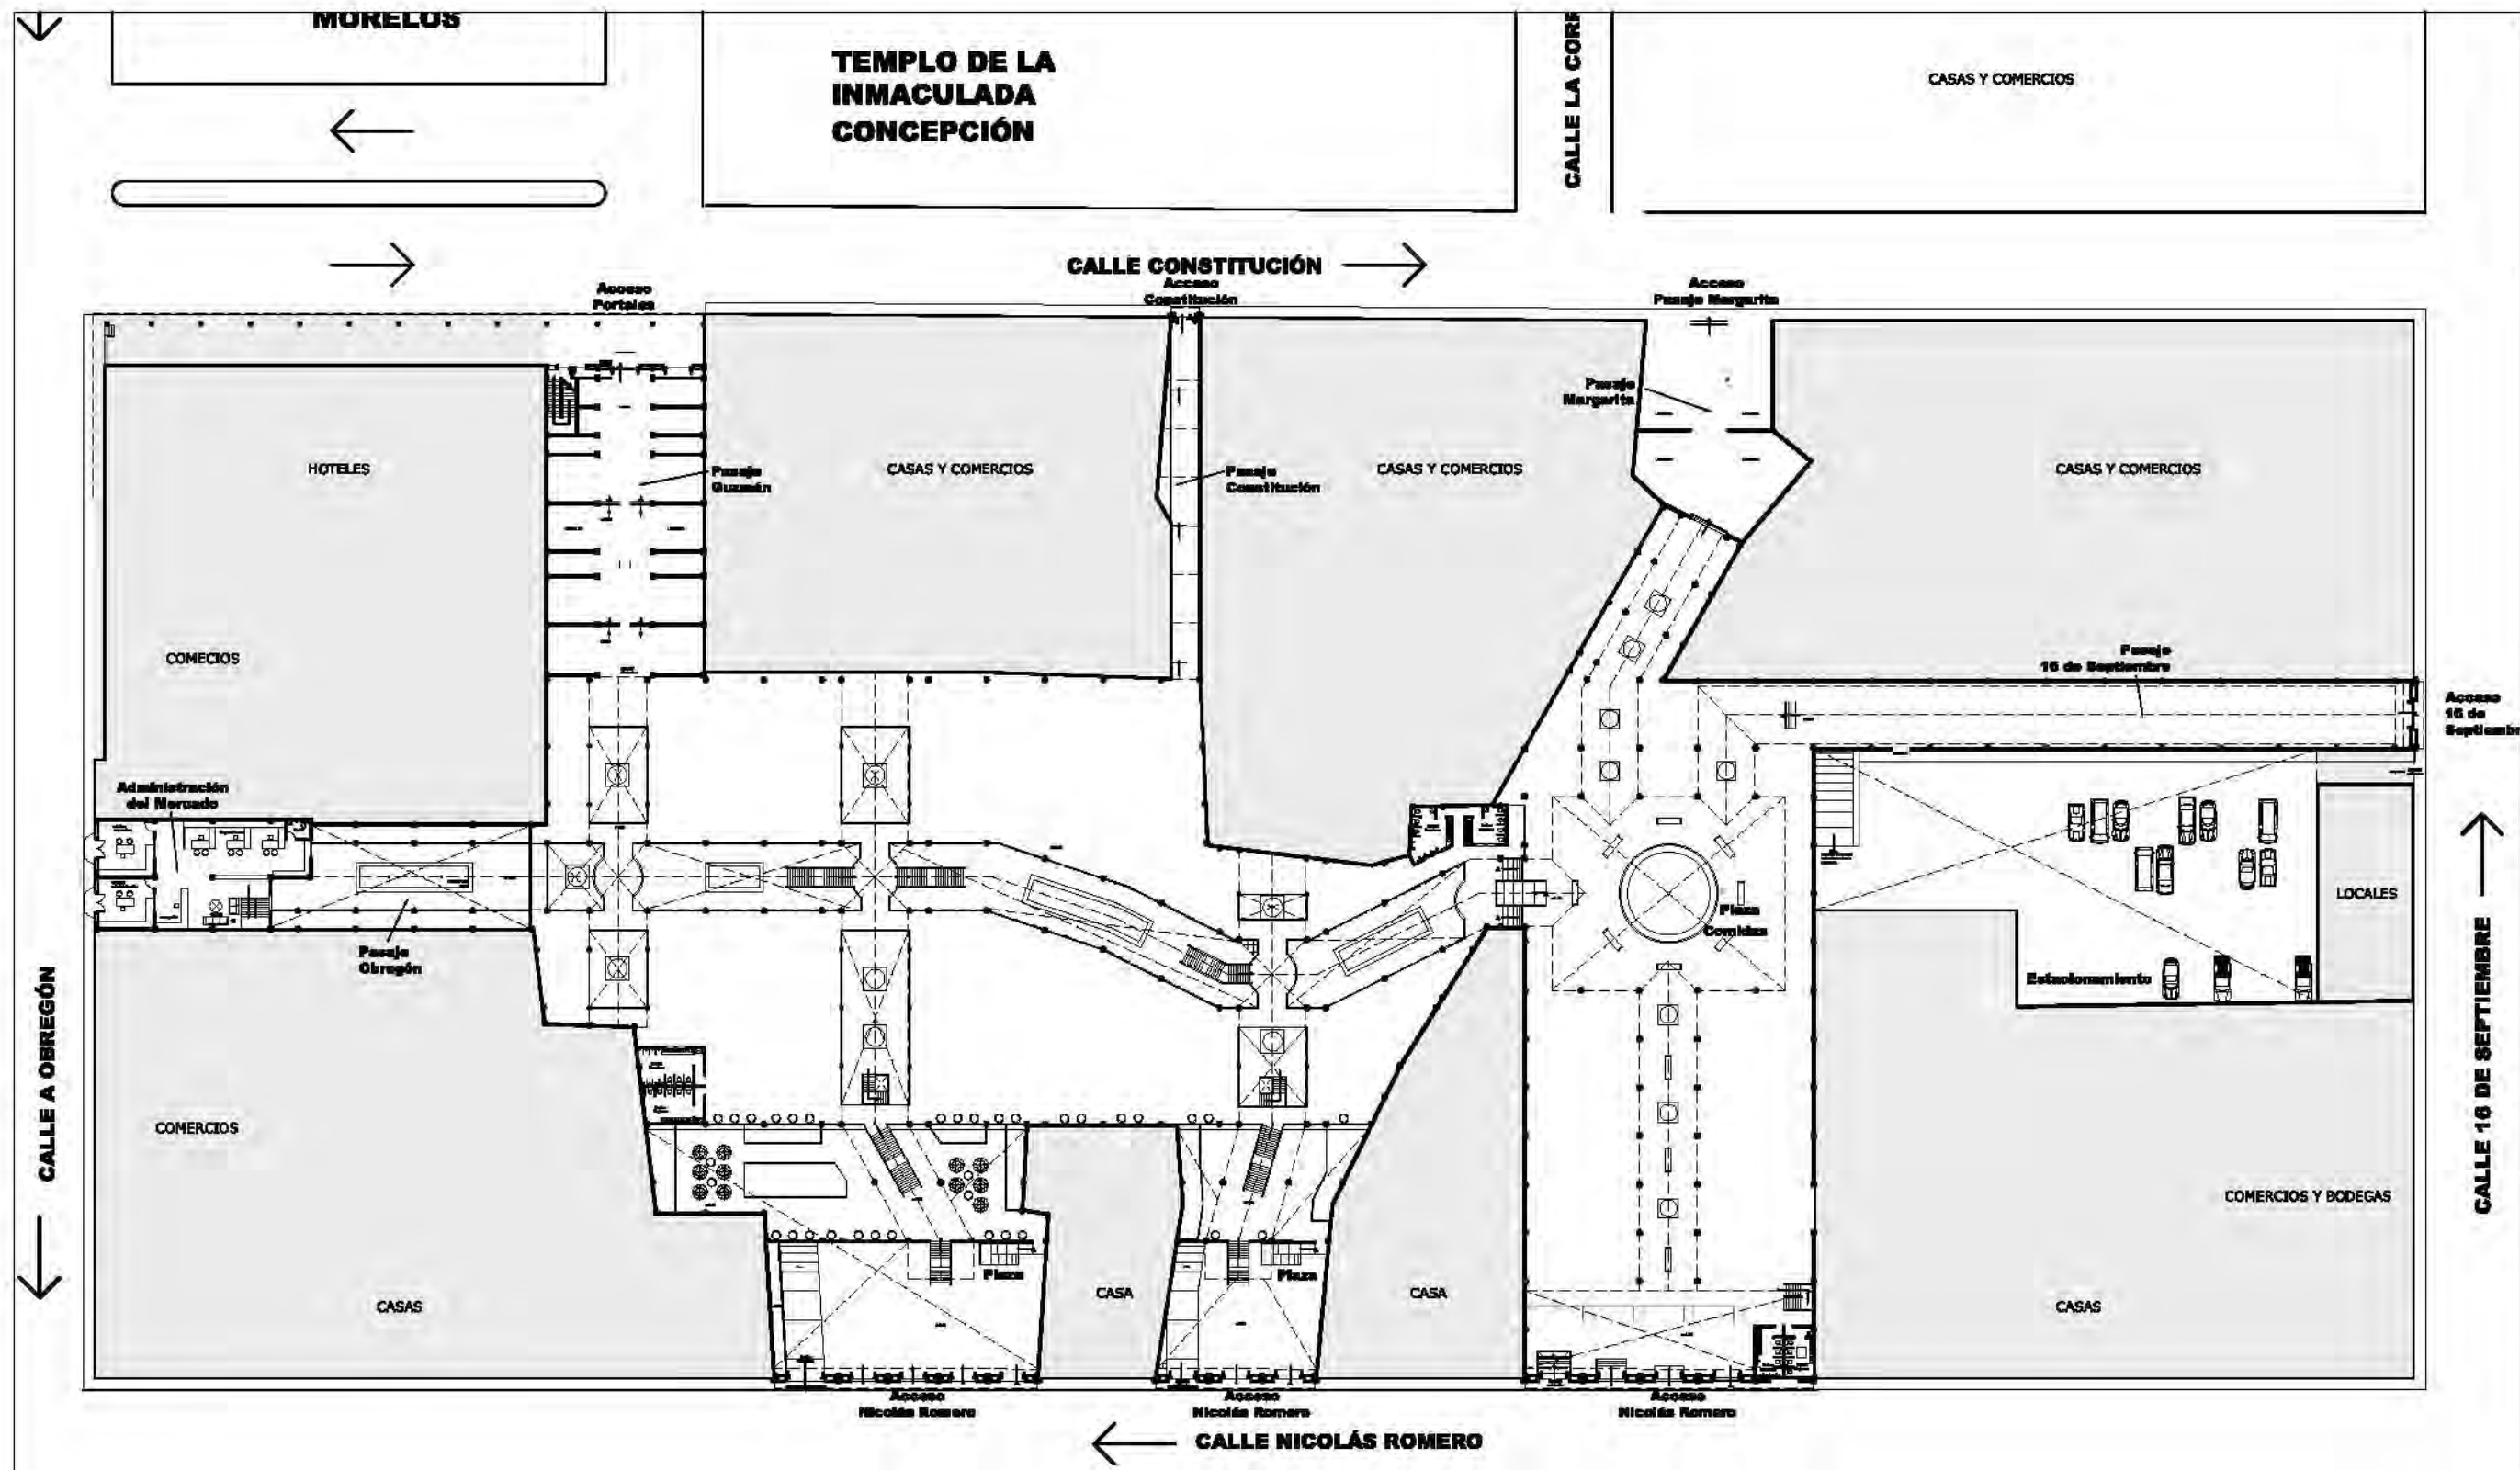 MORELOS
TEMPLO DE LA
INMACULADA
CONCEPCIÓN
CALLE LA CORR
CASAS Y COMERCIOS
CALLE CONSTITUCIÓN
Acceso
Portales
Acceso
Constitución
Acceso
Pasaje Margarita
HOTELES
Pasaje
Guzmán
CASAS Y COMERCIOS
Pasaje
Constitución
CASAS Y COMERCIOS
Pasaje
Margarita
CASAS Y COMERCIOS
COMECIOS
Pasaje
16 de Septiembre
Acceso
16 de
Septiembr
Administración
del Mercado
Pasaje
Obregón
Plaza
Comidas
LOCALES
Estacionamiento
CALLE A OBREGÓN
CALLE 16 DE SEPTIEMBRE
COMERCIOS
COMERCIOS Y BODEGAS
Plaza
Plaza
CASAS
CASA
CASA
CASAS
Acceso
Nicolás Romero
Acceso
Nicolás Romero
Acceso
Nicolás Romero
CALLE NICOLÁS ROMERO